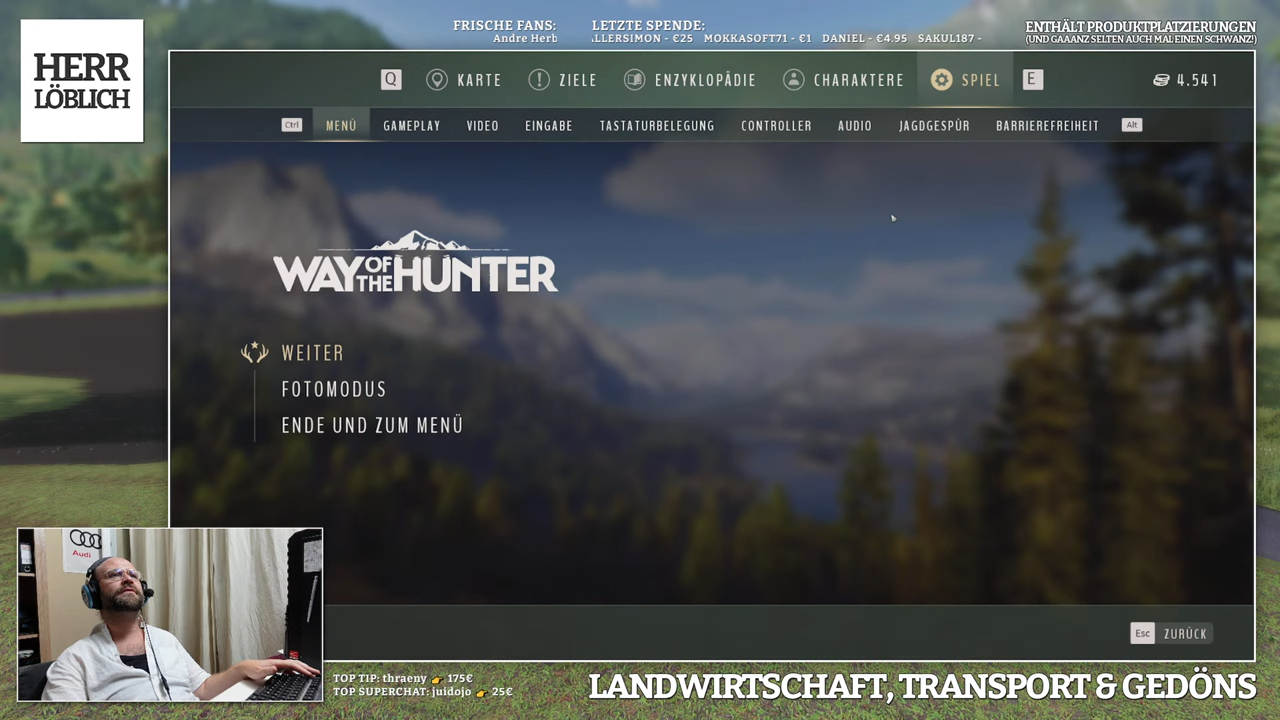 HERR
LÖBLICH
FRISCHE FANS:
Andre Herb
LETZTE SPENDE:
LLERSIMON - €25 MOKKASOFT71 - €1 DANIEL - €4.95 SAKUL187 -
ENTHÄLT PRODUKTPLATZIERUNGEN
(UND GAAANZ SELTEN AUCH MAL EINEN SCHWANZ!)
Q KARTE ZIELE ENZYKLOPÄDIE CHARAKTERE SPIEL E 4.541
Ctrl MENÜ GAMEPLAY VIDEO EINGABE TASTATURBELEGUNG CONTROLLER AUDIO JAGDGESPÜR BARRIEREFREIHEIT Alt
WAY OF THE HUNTER
WEITER
FOTOMODUS
ENDE UND ZUM MENÜ
Esc ZURÜCK
Audi
TOP TIP: thraeny 👉 175€
TOP SUPERCHAT: juidojo 👉 25€
LANDWIRTSCHAFT, TRANSPORT & GEDÖNS